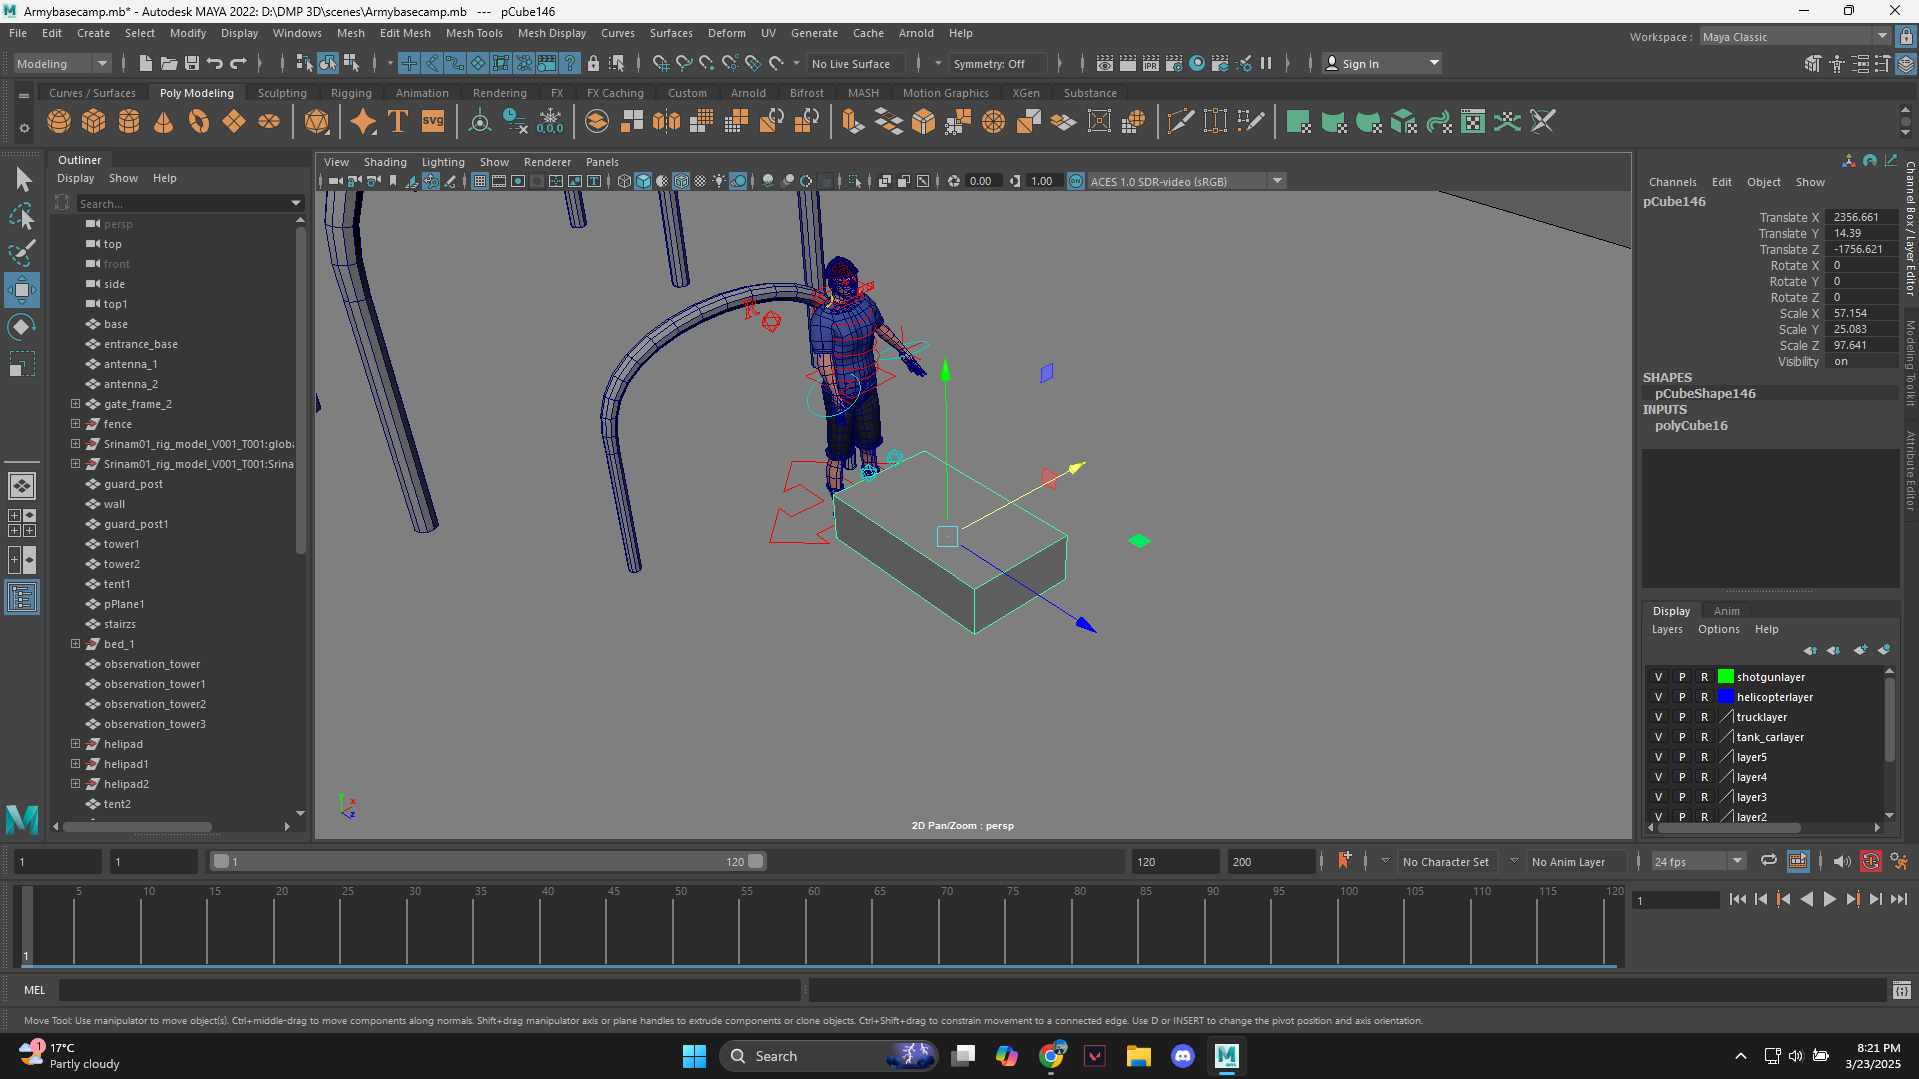 Armybasecamp.mb* - Autodesk MAYA 2022: D:\DMP 3D\scenes\Armybasecamp.mb   ---   pCube146
File Edit Create Select Modify Display Windows Mesh Edit Mesh Mesh Tools Mesh Display Curves Surfaces Deform UV Generate Cache Arnold Help
Workspace : Maya Classic
Modeling No Live Surface Symmetry: Off Sign In
Curves / Surfaces Poly Modeling Sculpting Rigging Animation Rendering FX FX Caching Custom Arnold Bifrost MASH Motion Graphics XGen Substance
T svg 0,0,0
Outliner
Display Show Help
Search...
persp
top
front
side
top1
base
entrance_base
antenna_1
antenna_2
gate_frame_2
fence
Srinam01_rig_model_V001_T001:globa
Srinam01_rig_model_V001_T001:Srina
guard_post
wall
guard_post1
tower1
tower2
tent1
pPlane1
stairzs
bed_1
observation_tower
observation_tower1
observation_tower2
observation_tower3
helipad
helipad1
helipad2
tent2
View Shading Lighting Show Renderer Panels
0.00 1.00 ACES 1.0 SDR-video (sRGB)
2D Pan/Zoom : persp
Channels Edit Object Show
pCube146
Translate X 2356.661
Translate Y 14.39
Translate Z -1756.621
Rotate X 0
Rotate Y 0
Rotate Z 0
Scale X 57.154
Scale Y 25.083
Scale Z 97.641
Visibility on
SHAPES
pCubeShape146
INPUTS
polyCube16
Channel Box / Layer Editor
Modeling Toolkit
Attribute Editor
Display Anim
Layers Options Help
V P R shotgunlayer
V P R helicopterlayer
V P R trucklayer
V P R tank_carlayer
V P R layer5
V P R layer4
V P R layer3
V P R layer2
1 1 1 120 120 200 No Character Set No Anim Layer 24 fps
5 10 15 20 25 30 35 40 45 50 55 60 65 70 75 80 85 90 95 100 105 110 115 120
1
1
MEL
Move Tool: Use manipulator to move object(s). Ctrl+middle-drag to move components along normals. Shift+drag manipulator axis or plane handles to extrude components or clone objects. Ctrl+Shift+drag to constrain movement to a connected edge. Use D or INSERT to change the pivot position and axis orientation.
1
17°C
Partly cloudy
Search
8:21 PM
3/23/2025